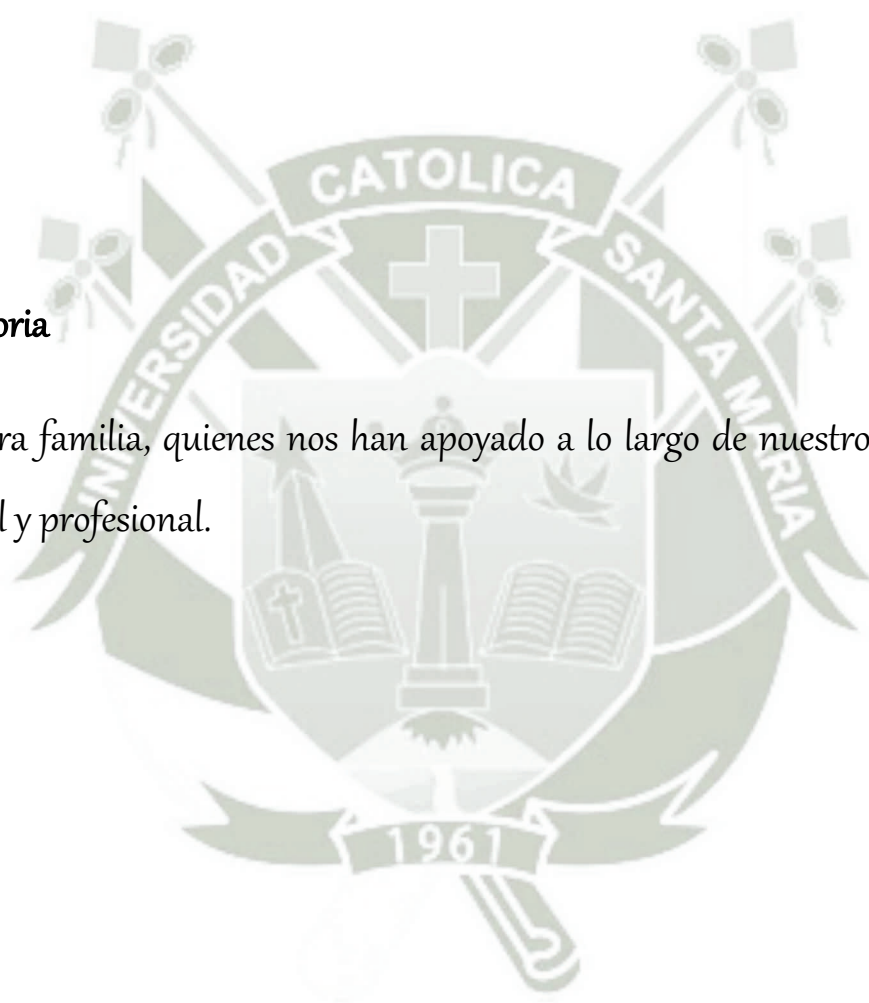 CATOLICA
UNIVERSIDAD
SANTA MARIA
oria
ra familia, quienes nos han apoyado a lo largo de nuestro
l y profesional.
1961